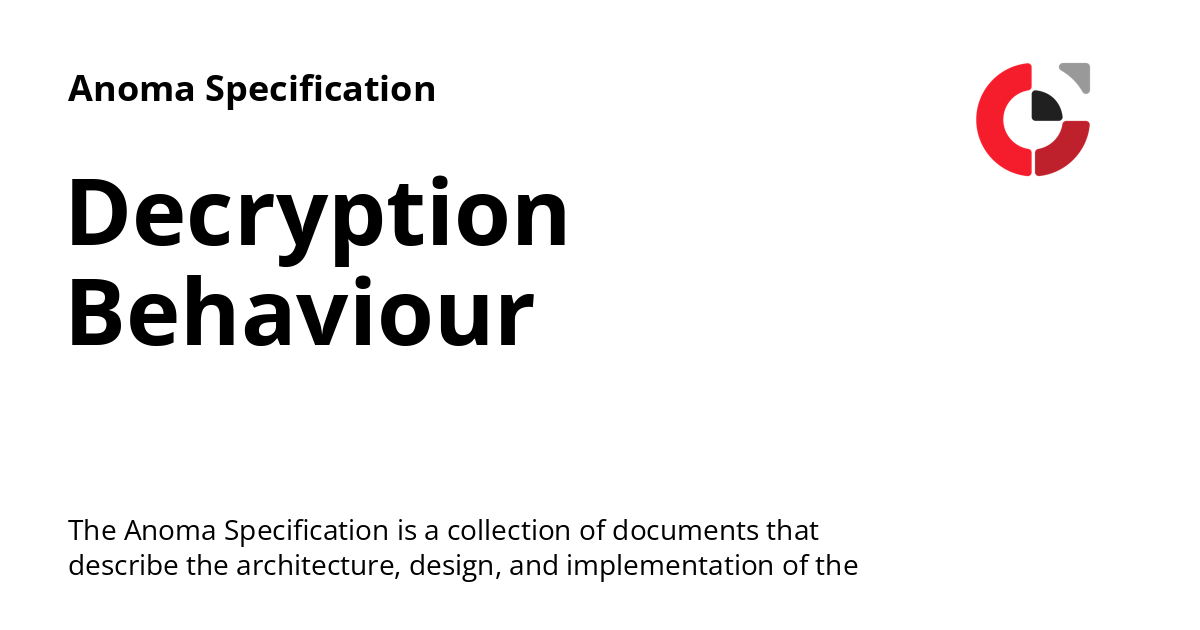 Anoma Specification
Decryption
Behaviour
The Anoma Specification is a collection of documents that
describe the architecture, design, and implementation of the